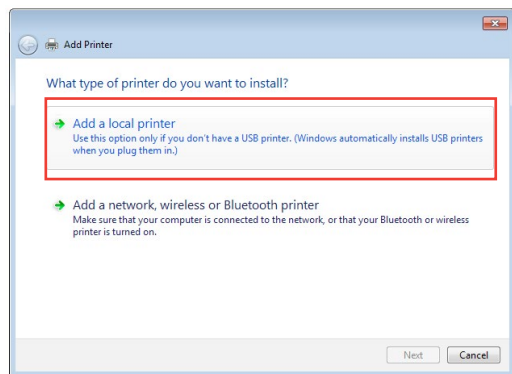 Add Printer
What type of printer do you want to install?
Add a local printer
Use this option only if you don't have a USB printer. (Windows automatically installs USB printers
when you plug them in.)
Add a network, wireless or Bluetooth printer
Make sure that your computer is connected to the network, or that your Bluetooth or wireless
printer is turned on.
Next Cancel